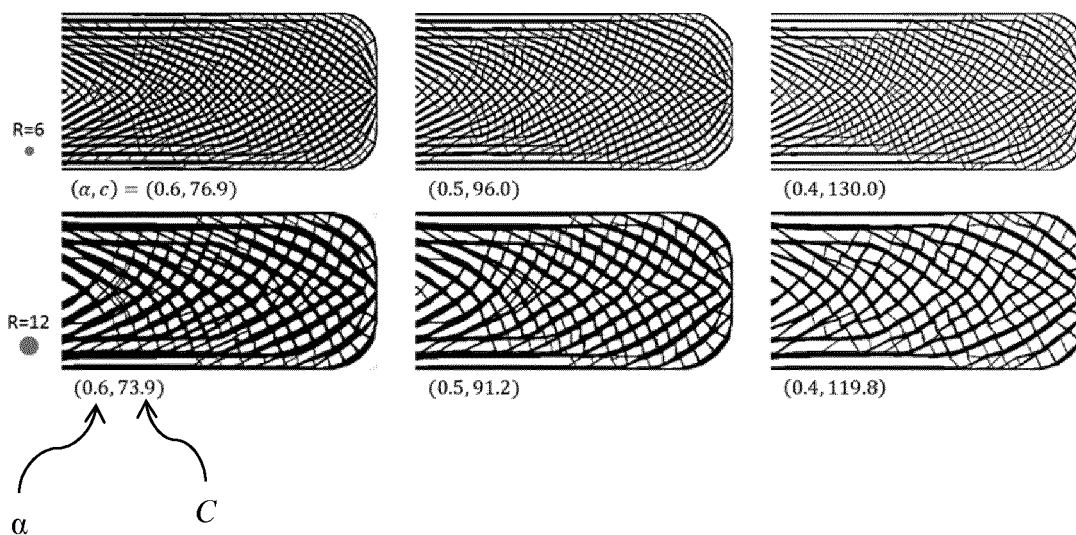 R=6
(α, c) = (0.6, 76.9)
(0.5, 96.0)
(0.4, 130.0)
R=12
(0.6, 73.9)
(0.5, 91.2)
(0.4, 119.8)
α
C